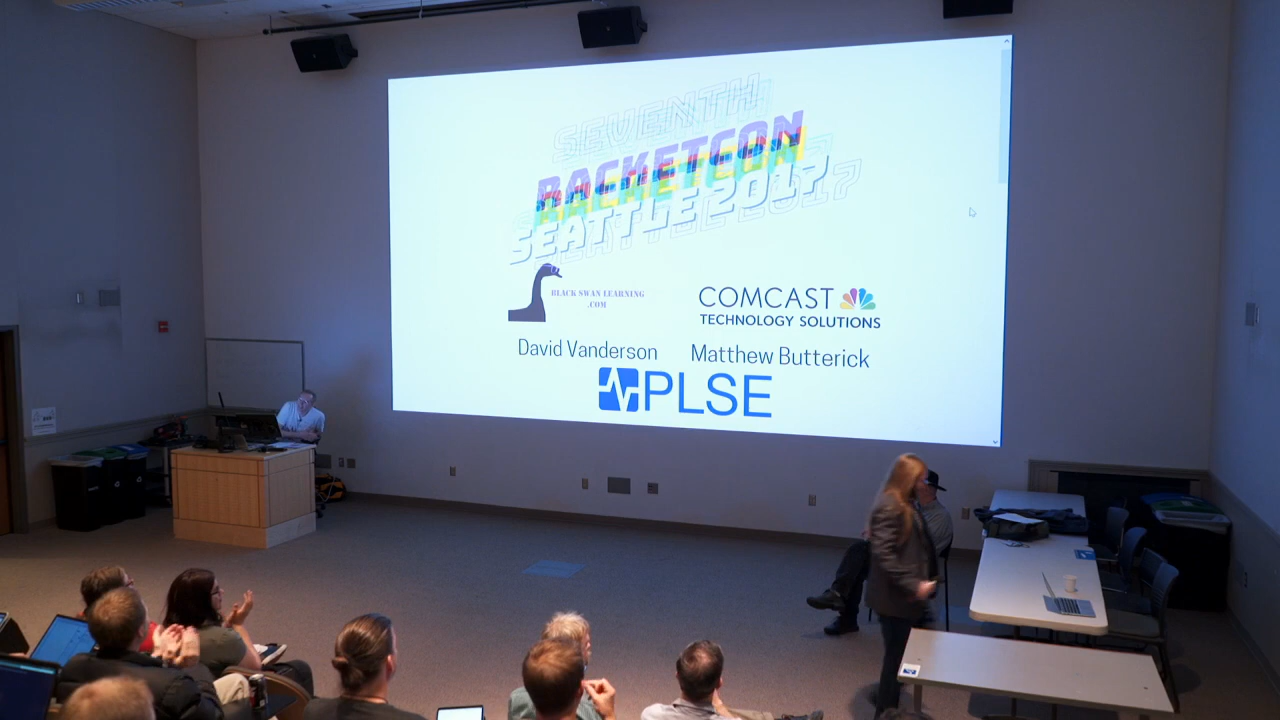 SEVENTH
RACKETCON
SEATTLE 2017
BLACK SWAN LEARNING
.COM
COMCAST
TECHNOLOGY SOLUTIONS
David Vanderson
Matthew Butterick
PLSE